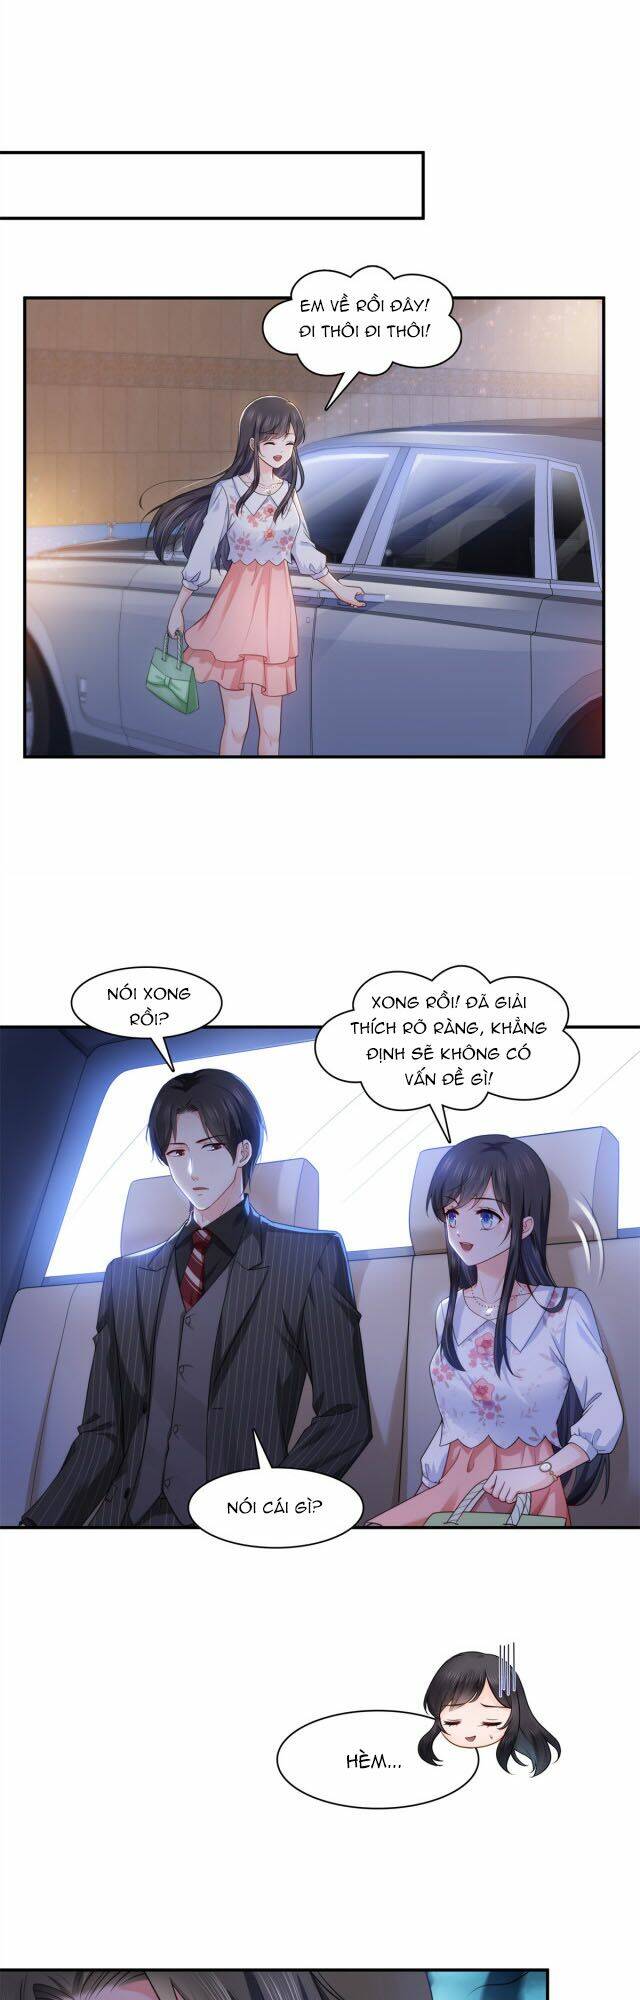 EM VỀ RỒI ĐÂY!
ĐI THÔI ĐI THÔI!
NÓI XONG
RỒI?
XONG RỒI! ĐÃ GIẢI
THÍCH RÕ RÀNG, KHẲNG
ĐỊNH SẼ KHÔNG CÓ
VẤN ĐỀ GÌ!
NÓI CÁI GÌ?
HÈM...